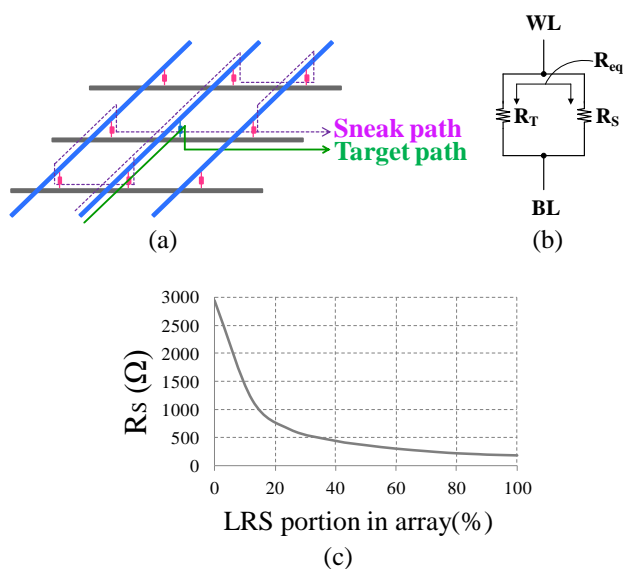 Sneak path
Target path
(a)
WL
Req
RT
RS
BL
(b)
3000
2500
2000
1500
1000
500
0
Rs (Ω)
0 20 40 60 80 100
LRS portion in array(%)
(c)